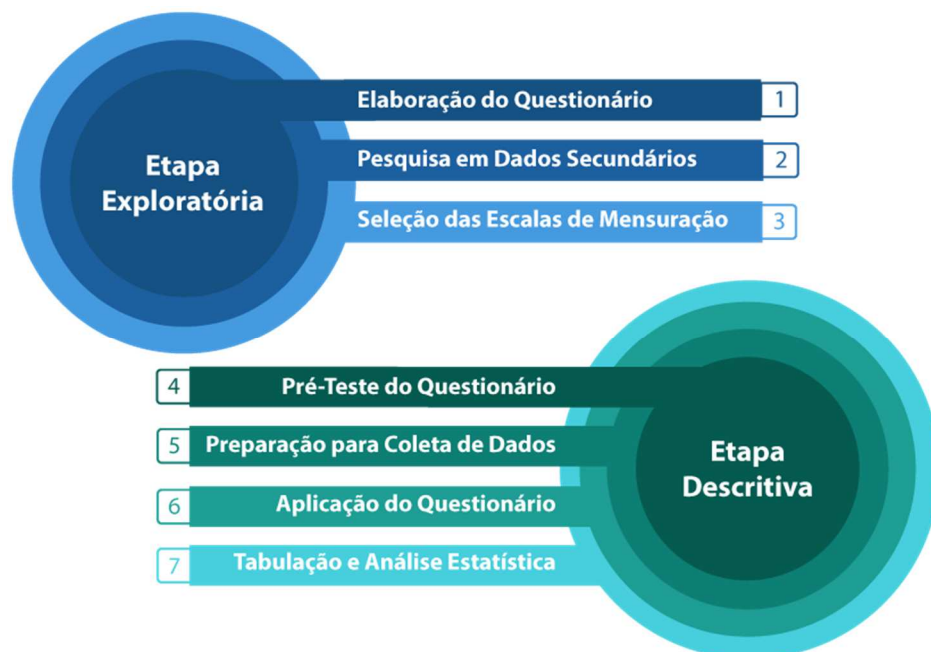 Etapa
Exploratória
Elaboração do Questionário 1
Pesquisa em Dados Secundários 2
Seleção das Escalas de Mensuração 3
4 Pré-Teste do Questionário
5 Preparação para Coleta de Dados
6 Aplicação do Questionário
7 Tabulação e Análise Estatística
Etapa
Descritiva